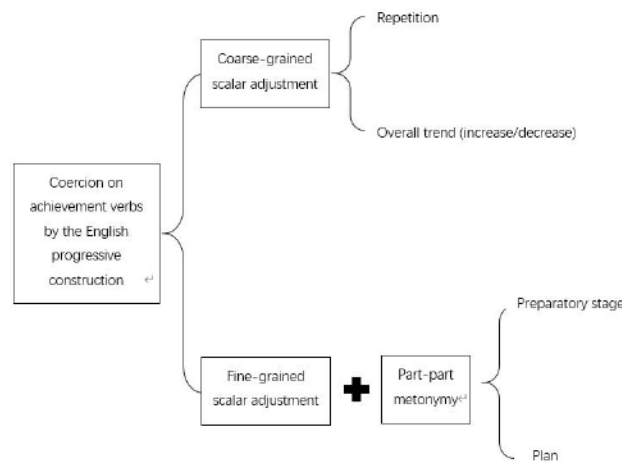 Repetition
Coarse-grained
scalar adjustment
Overall trend (increase/decrease)
Coercion on
achievement verbs
by the English
progressive
construction ↵
Preparatory stage
Fine-grained
scalar adjustment
Part-part
metonymy↵
Plan